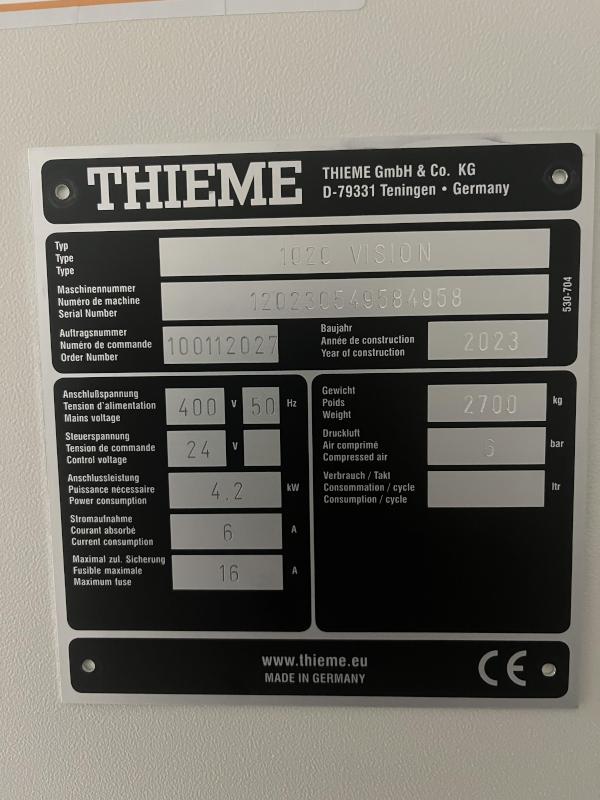 THIEME
THIEME GmbH & Co. KG
D-79331 Teningen • Germany
Typ
Type
Type
1020 VISION
Maschinennummer
Numéro de machine
Serial Number
120230549584958
530-704
Auftragsnummer
Numéro de commande
Order Number
100112027
Baujahr
Année de construction
Year of construction
2023
Anschlußspannung
Tension d'alimentation
Mains voltage
400 V 50 Hz
Steuerspannung
Tension de commande
Control voltage
24 V
Anschlussleistung
Puissance nécessaire
Power consumption
4.2 kW
Stromaufnahme
Courant absorbé
Current consumption
6 A
Maximal zul. Sicherung
Fusible maximale
Maximum fuse
16 A
Gewicht
Poids
Weight
2700 kg
Druckluft
Air comprimé
Compressed air
6 bar
Verbrauch / Takt
Consommation / cycle
Consumption / cycle
ltr
www.thieme.eu
MADE IN GERMANY
CE